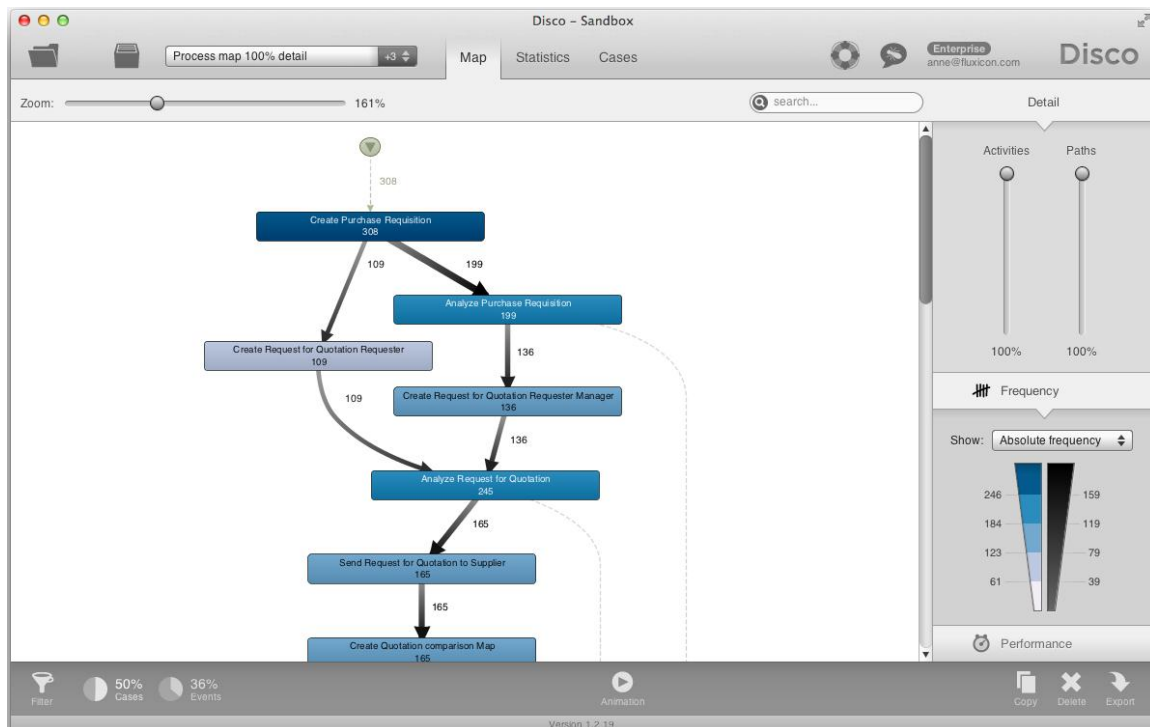 Disco – Sandbox
Process map 100% detail
+3
Map
Statistics
Cases
Enterprise
anne@fluxicon.com
Disco
Zoom:
161%
search...
Detail
308
Create Purchase Requisition
308
109
199
Analyze Purchase Requisition
199
Create Request for Quotation Requester
109
136
109
Create Request for Quotation Requester Manager
136
136
Analyze Request for Quotation
245
165
Send Request for Quotation to Supplier
165
165
Create Quotation comparison Map
165
Activities
Paths
100%
100%
Frequency
Show:
Absolute frequency
246
159
184
119
123
79
61
39
Performance
Filter
50%
Cases
36%
Events
Animation
Copy
Delete
Export
Version 1.2.19